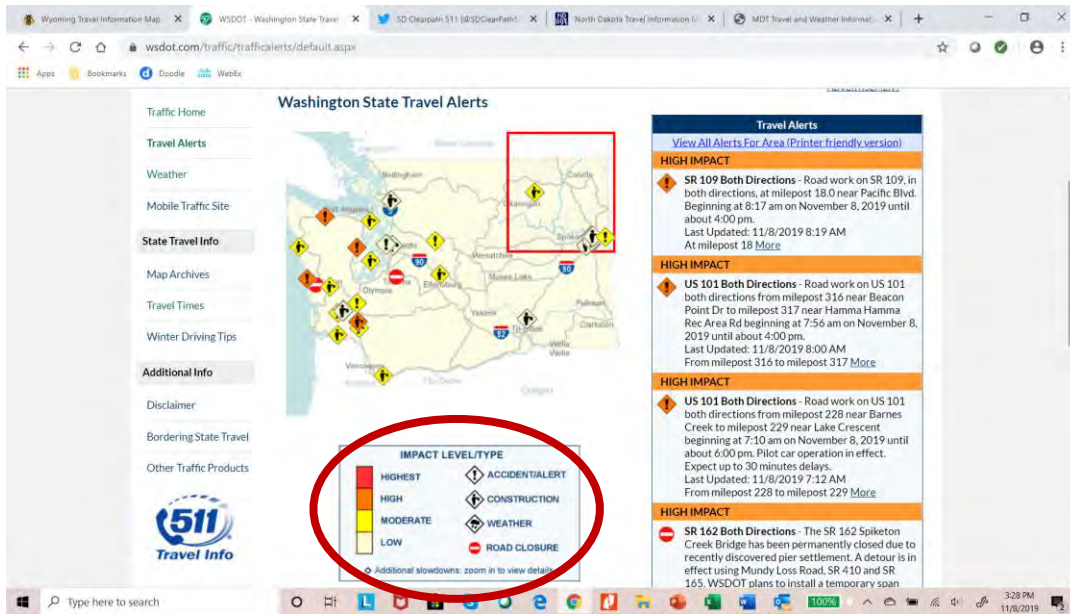 Wyoming Travel Information Map
WSDOT - Washington State Travel
SD Clearpath 511 (@SDClearPath5
North Dakota Travel Information
MDT Travel and Weather Informati
wsdot.com/traffic/trafficalerts/default.aspx
Apps
Bookmarks
Doodle
WebEx
Traffic Home
Travel Alerts
Weather
Mobile Traffic Site
State Travel Info
Map Archives
Travel Times
Winter Driving Tips
Additional Info
Disclaimer
Bordering State Travel
Other Traffic Products
511
Travel Info
Washington State Travel Alerts
Bellingham
Colville
Okanogan
Port Angeles
5
Spokane
Wenatchee
90
90
Moses Lake
Olympia
Ellensburg
Yakima
Pullman
Clarkston
82
Tri-Cities
Walla
Walla
Vancouver
Oregon
IMPACT LEVEL/TYPE
HIGHEST
HIGH
MODERATE
LOW
ACCIDENT/ALERT
CONSTRUCTION
WEATHER
ROAD CLOSURE
Additional slowdowns: zoom in to view details
Travel Alerts
View All Alerts For Area (Printer friendly version)
HIGH IMPACT
SR 109 Both Directions - Road work on SR 109, in
both directions, at milepost 18.0 near Pacific Blvd.
Beginning at 8:17 am on November 8, 2019 until
about 4:00 pm.
Last Updated: 11/8/2019 8:19 AM
At milepost 18 More
HIGH IMPACT
US 101 Both Directions - Road work on US 101
both directions from milepost 316 near Beacon
Point Dr to milepost 317 near Hamma Hamma
Rec Area Rd beginning at 7:56 am on November 8,
2019 until about 4:00 pm.
Last Updated: 11/8/2019 8:00 AM
From milepost 316 to milepost 317 More
HIGH IMPACT
US 101 Both Directions - Road work on US 101
both directions from milepost 228 near Barnes
Creek to milepost 229 near Lake Crescent
beginning at 7:10 am on November 8, 2019 until
about 6:00 pm. Pilot car operation in effect.
Expect up to 30 minutes delays.
Last Updated: 11/8/2019 7:12 AM
From milepost 228 to milepost 229 More
HIGH IMPACT
SR 162 Both Directions - The SR 162 Spiketon
Creek Bridge has been permanently closed due to
recently discovered pier settlement. A detour is in
effect using Mundy Loss Road, SR 410 and SR
165. WSDOT plans to install a temporary span
Type here to search
100%
3:28 PM
11/8/2019